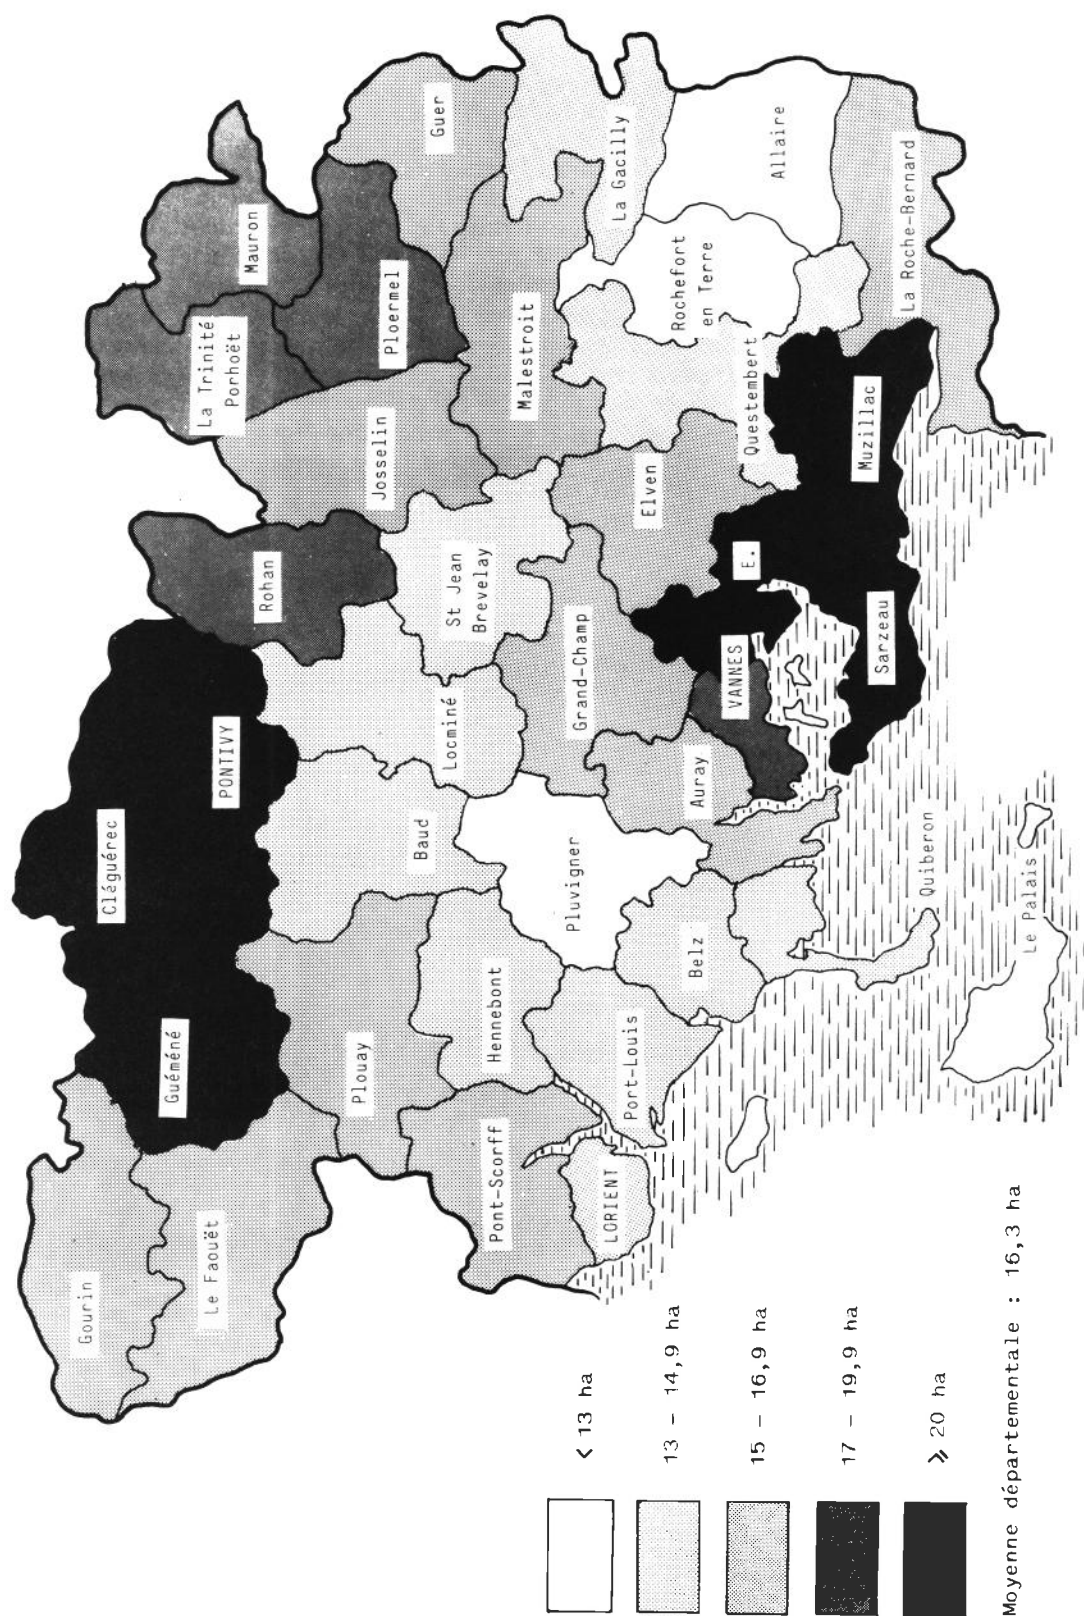 Gourin
Le Faouët
Guéméné
Cléguérec
PONTIVY
Rohan
La Trinité
Porhoët
Mauron
Ploermel
Guer
Josselin
Plouay
Baud
Locminé
St Jean
Brevelay
Malestroit
La Gacilly
Pont-Scorff
Hennebont
Pluvigner
Grand-Champ
Elven
Rochefort
en Terre
Allaire
LORIENT
Port-Louis
Belz
Auray
VANNES
E.
Questembert
Muzillac
La Roche-Bernard
Sarzeau
Quiberon
Le Palais
< 13 ha
13 - 14,9 ha
15 - 16,9 ha
17 - 19,9 ha
⩾ 20 ha
Moyenne départementale : 16,3 ha